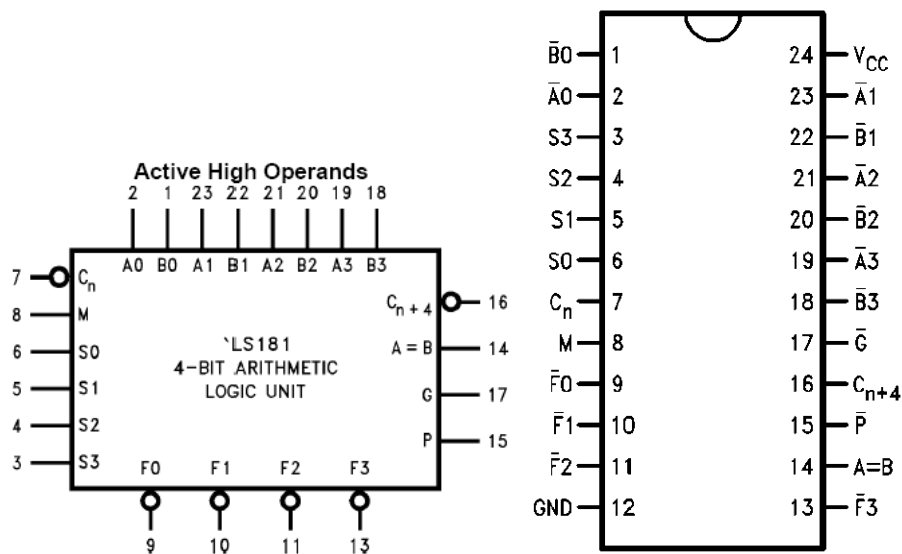 Active High Operands
2 1 23 22 21 20 19 18
A0 B0 A1 B1 A2 B2 A3 B3
7 Cn
Cn+4 16
8 M
6 S0
`LS181
A=B 14
4-BIT ARITHMETIC
5 S1
LOGIC UNIT
G 17
4 S2
P 15
3 S3
F0 F1 F2 F3
9 10 11 13
B̅0 1 24 VCC
A̅0 2 23 A̅1
S3 3 22 B̅1
S2 4 21 A̅2
S1 5 20 B̅2
S0 6 19 A̅3
Cn 7 18 B̅3
M 8 17 G̅
F̅0 9 16 Cn+4
F̅1 10 15 P̅
F̅2 11 14 A=B
GND 12 13 F̅3